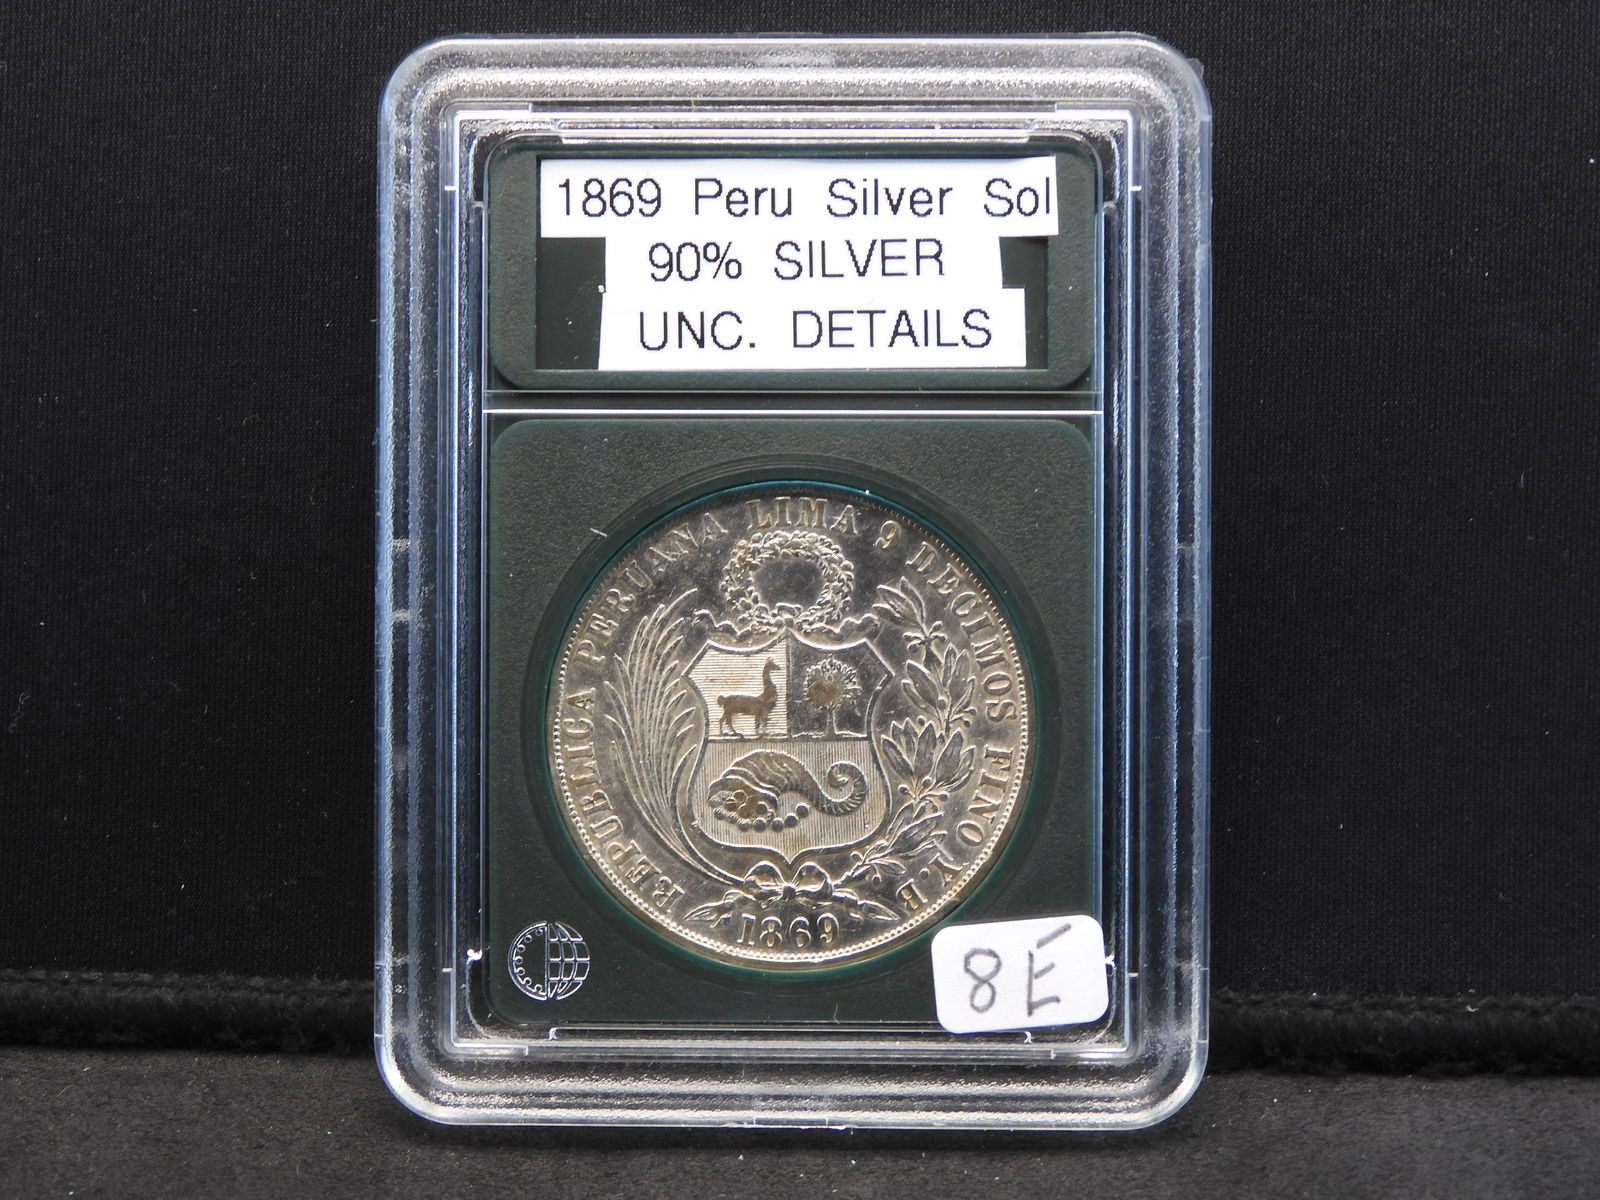 1869 Peru Silver Sol
90% SILVER
UNC. DETAILS
REPUBLICA PERUANA LIMA 9 DECIMOS FINO Y.B
1869
8E